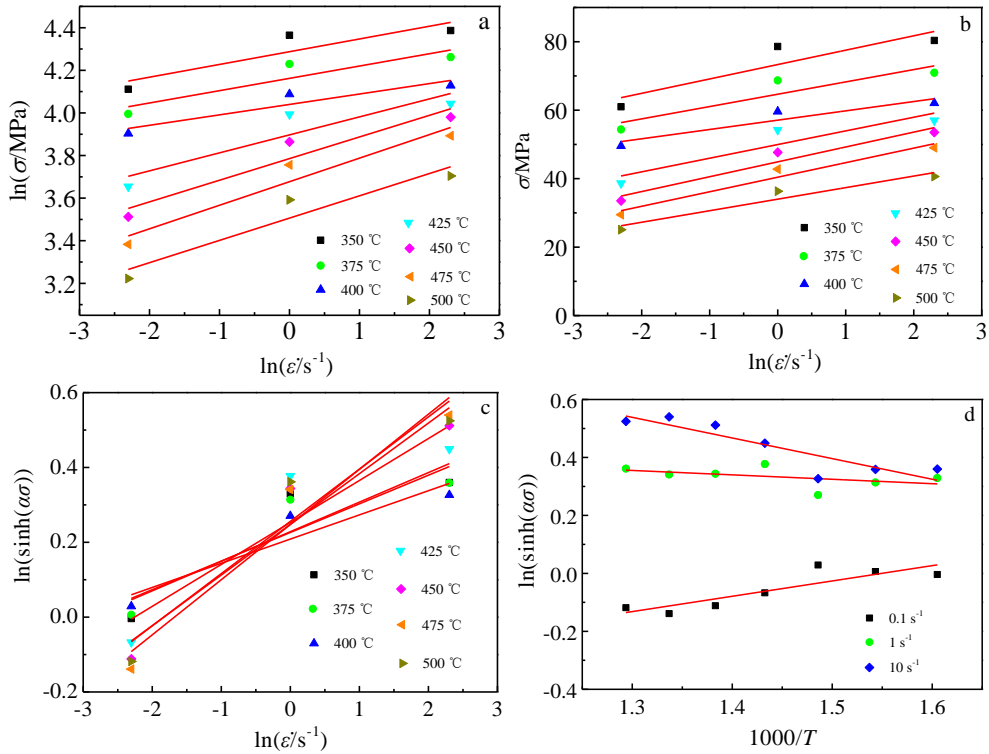 a
ln(σ/MPa)
4.4
4.2
4.0
3.8
3.6
3.4
3.2
350 ℃
375 ℃
400 ℃
425 ℃
450 ℃
475 ℃
500 ℃
-3 -2 -1 0 1 2 3
ln(ε̇/s⁻¹)
b
σ/MPa
80
60
40
20
0
350 ℃
375 ℃
400 ℃
425 ℃
450 ℃
475 ℃
500 ℃
-3 -2 -1 0 1 2 3
ln(ε̇/s⁻¹)
c
ln(sinh(ασ))
0.6
0.4
0.2
0.0
-0.2
350 ℃
375 ℃
400 ℃
425 ℃
450 ℃
475 ℃
500 ℃
-3 -2 -1 0 1 2 3
ln(ε̇/s⁻¹)
d
ln(sinh(ασ))
0.6
0.4
0.2
0.0
-0.2
-0.4
0.1 s⁻¹
1 s⁻¹
10 s⁻¹
1.3 1.4 1.5 1.6
1000/T